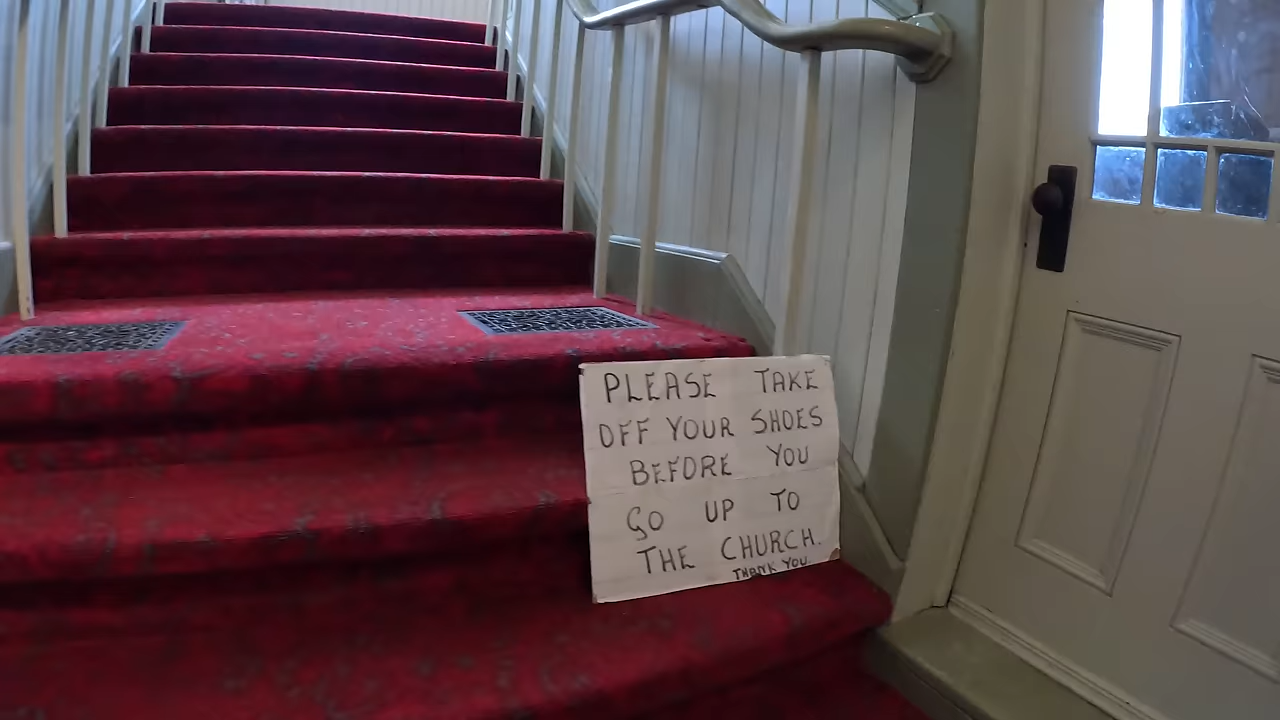 PLEASE TAKE
OFF YOUR SHOES
BEFORE YOU
GO UP TO
THE CHURCH.
THANK YOU